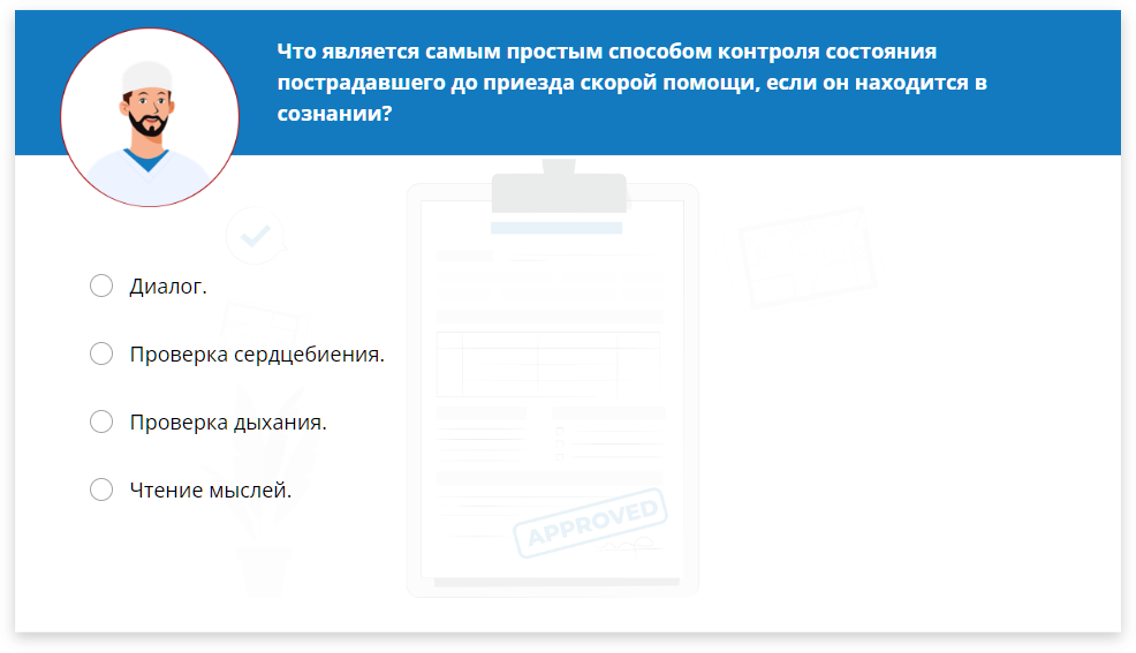 Что является самым простым способом контроля состояния
пострадавшего до приезда скорой помощи, если он находится в
сознании?
Диалог.
Проверка сердцебиения.
Проверка дыхания.
Чтение мыслей.
APPROVED